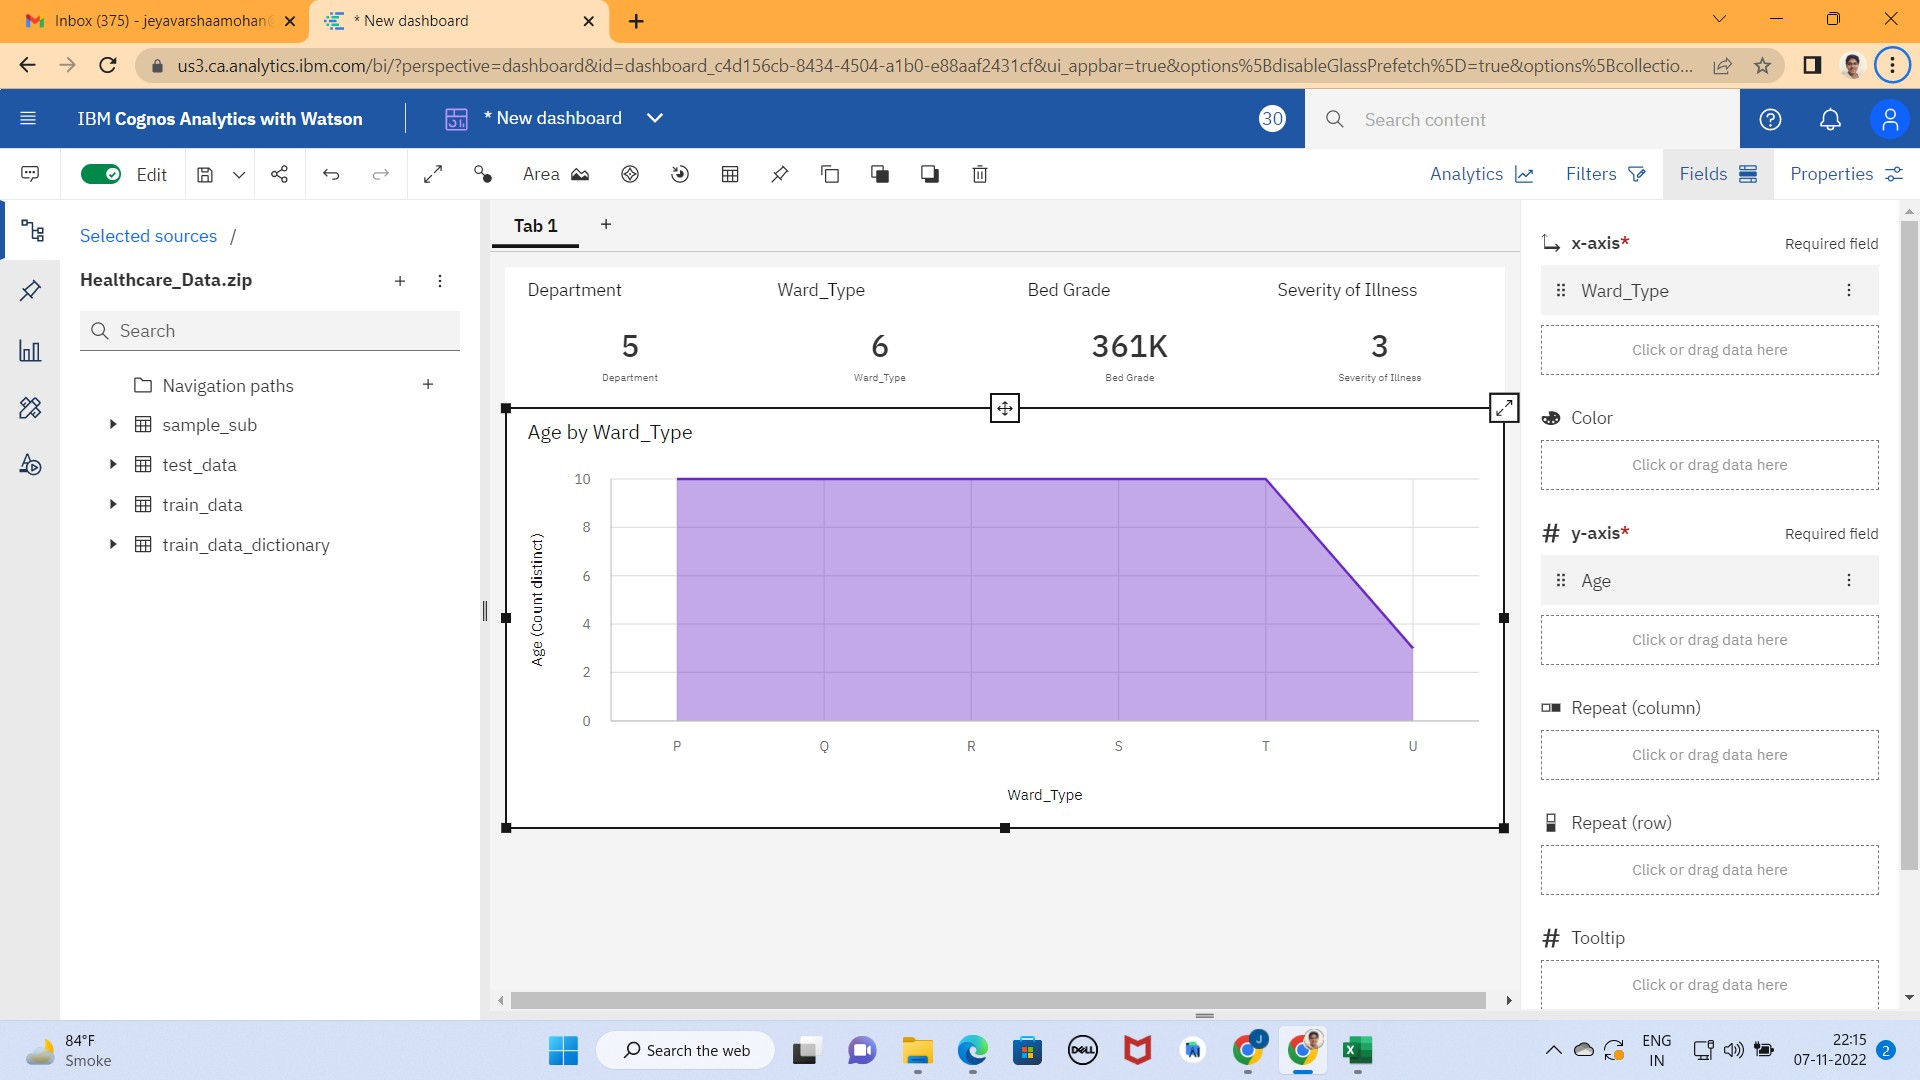 Inbox (375) - jeyavarshaamohan@
* New dashboard
us3.ca.analytics.ibm.com/bi/?perspective=dashboard&id=dashboard_c4d156cb-8434-4504-a1b0-e88aaf2431cf&ui_appbar=true&options%5BdisableGlassPrefetch%5D=true&options%5Bcollectio...
IBM Cognos Analytics with Watson
* New dashboard
30
Search content
Edit
Area
Analytics
Filters
Fields
Properties
Selected sources /
Healthcare_Data.zip
Search
Navigation paths
sample_sub
test_data
train_data
train_data_dictionary
Tab 1
Department
Ward_Type
Bed Grade
Severity of Illness
5
6
361K
3
Department
Ward_Type
Bed Grade
Severity of Illness
Age by Ward_Type
Age (Count distinct)
10
8
6
4
2
0
P
Q
R
S
T
U
Ward_Type
x-axis*
Required field
Ward_Type
Click or drag data here
Color
Click or drag data here
y-axis*
Required field
Age
Click or drag data here
Repeat (column)
Click or drag data here
Repeat (row)
Click or drag data here
Tooltip
Click or drag data here
84°F
Smoke
Search the web
DELL
J
ENG
IN
22:15
07-11-2022
2